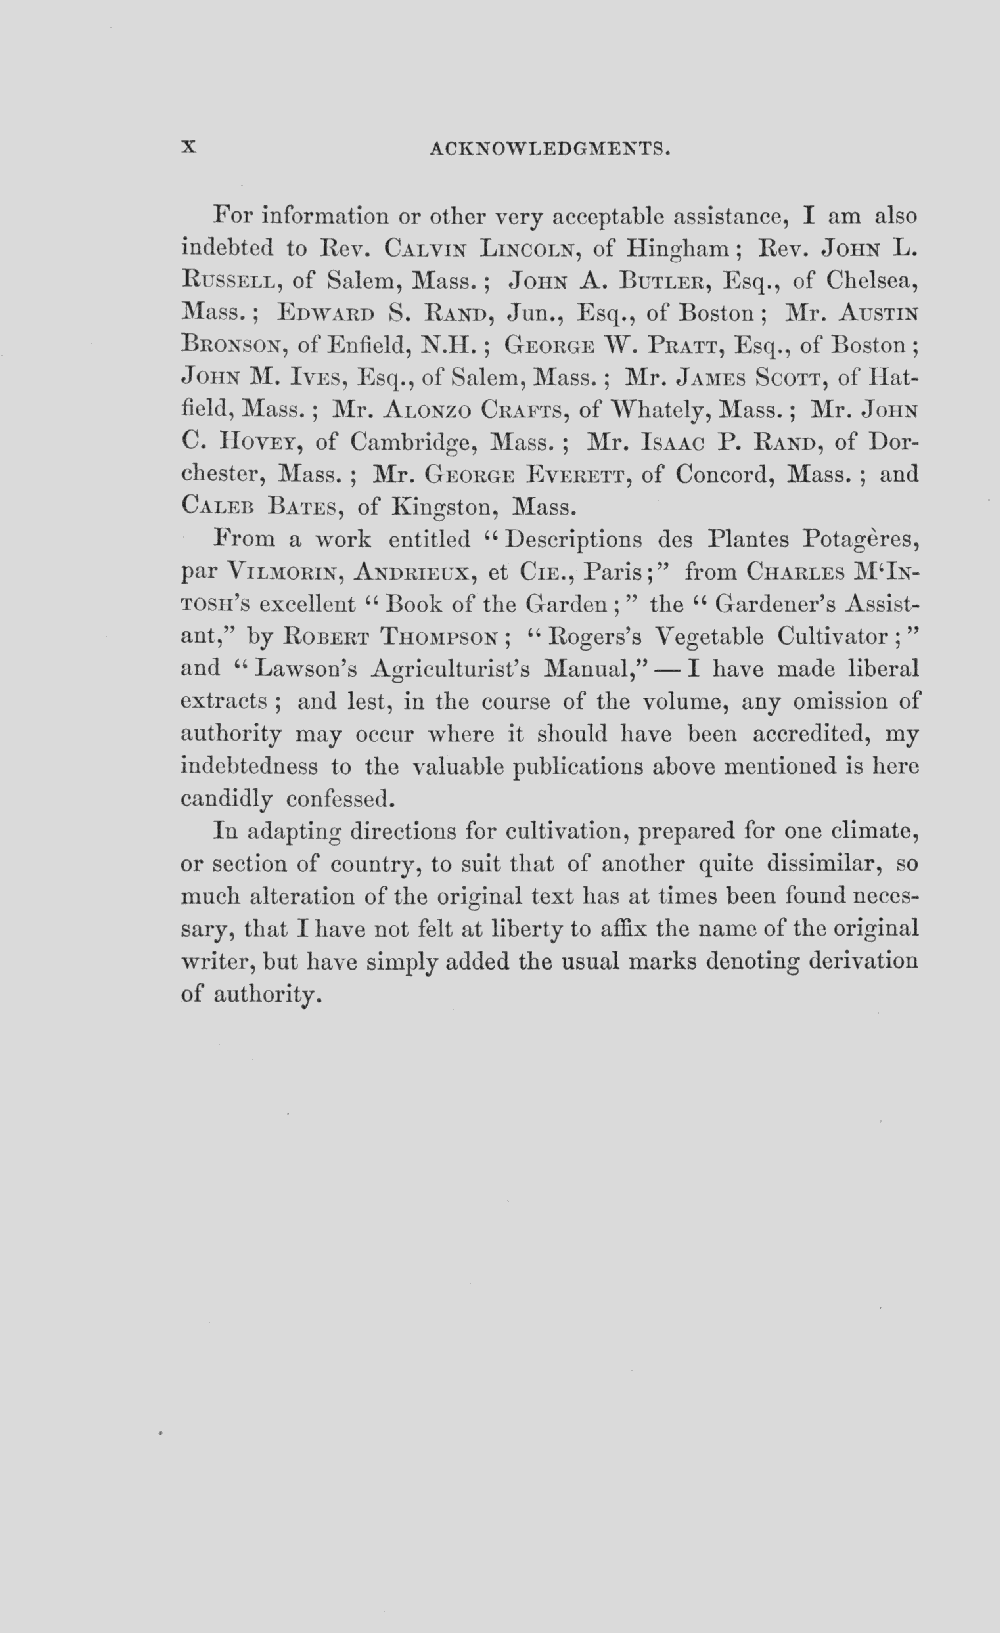 X ACKNOWLEDGMENTS.
For information or other very acceptable assistance, I am also
indebted to Rev. CALVIN LINCOLN, of Hingham; Rev. JOHN L.
RUSSELL, of Salem, Mass.; JOHN A. BUTLER, Esq., of Chelsea,
Mass.; EDWARD S. RAND, Jun., Esq., of Boston; Mr. AUSTIN
BRONSON, of Enfield, N.H.; GEORGE W. PRATT, Esq., of Boston;
JOHN M. IVES, Esq., of Salem, Mass.; Mr. JAMES SCOTT, of Hat-
field, Mass.; Mr. ALONZO CRAFTS, of Whately, Mass.; Mr. JOHN
C. HOVEY, of Cambridge, Mass.; Mr. ISAAC P. RAND, of Dor-
chester, Mass.; Mr. GEORGE EVERETT, of Concord, Mass.; and
CALEB BATES, of Kingston, Mass.
From a work entitled “Descriptions des Plantes Potagères,
par VILMORIN, ANDRIEUX, et CIE., Paris;” from CHARLES M‘IN-
TOSH’S excellent “Book of the Garden;” the “Gardener’s Assist-
ant,” by ROBERT THOMPSON; “Rogers’s Vegetable Cultivator;”
and “Lawson’s Agriculturist’s Manual,”—I have made liberal
extracts; and lest, in the course of the volume, any omission of
authority may occur where it should have been accredited, my
indebtedness to the valuable publications above mentioned is here
candidly confessed.
In adapting directions for cultivation, prepared for one climate,
or section of country, to suit that of another quite dissimilar, so
much alteration of the original text has at times been found neces-
sary, that I have not felt at liberty to affix the name of the original
writer, but have simply added the usual marks denoting derivation
of authority.